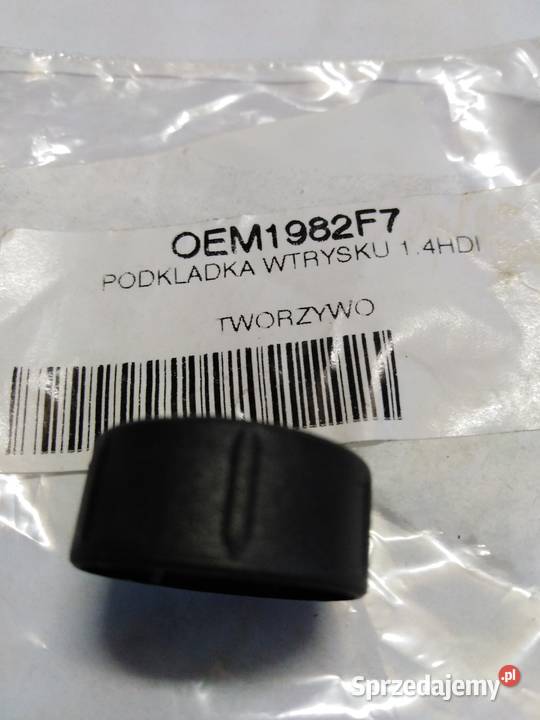 OEM1982F7
PODKLADKA WTRYSKU 1.4HDI
TWORZYWO
Sprzedajemy.pl